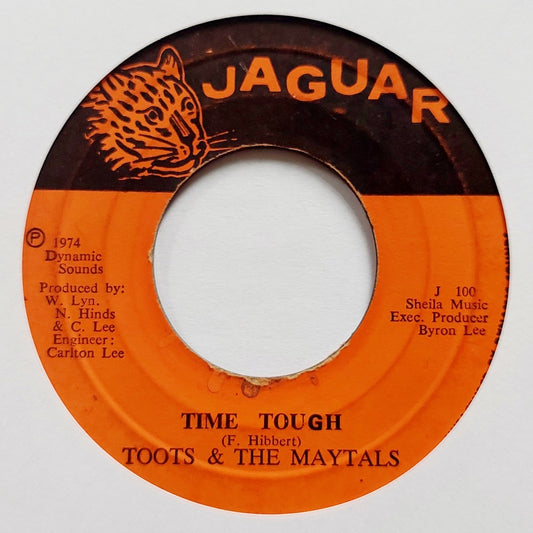 JAGUAR
℗ 1974
Dynamic
Sounds
Produced by:
W. Lyn.
N. Hinds
& C. Lee
Engineer:
Carlton Lee
J 100
Sheila Music
Exec. Producer
Byron Lee
TIME TOUGH
(F. Hibbert)
TOOTS & THE MAYTALS